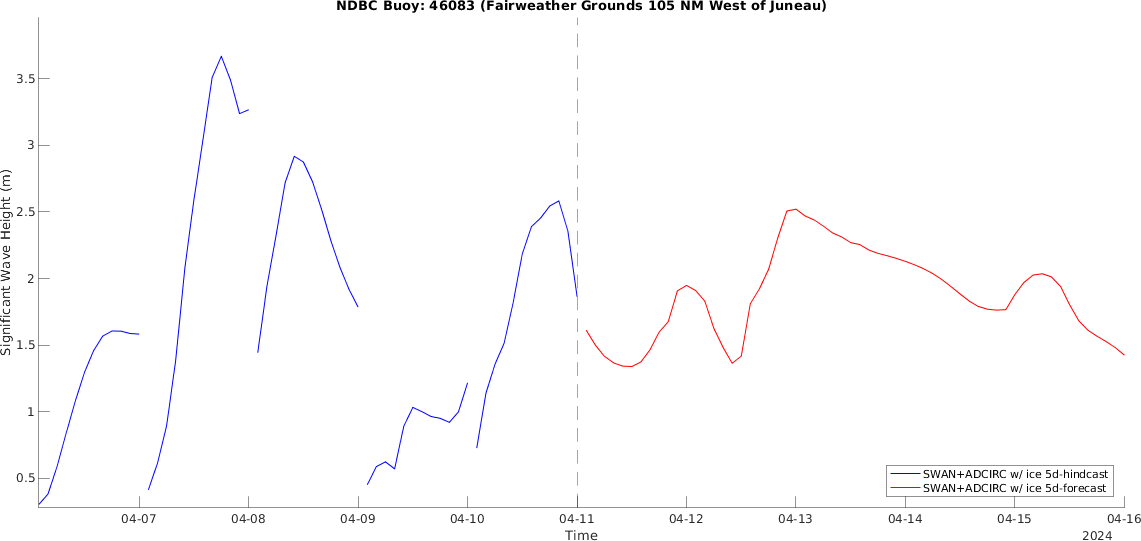 NDBC Buoy: 46083 (Fairweather Grounds 105 NM West of Juneau)
Significant Wave Height (m)
3.5
3
2.5
2
1.5
1
0.5
SWAN+ADCIRC w/ ice 5d-hindcast
SWAN+ADCIRC w/ ice 5d-forecast
04-07 04-08 04-09 04-10 04-11 04-12 04-13 04-14 04-15 04-16
Time
2024